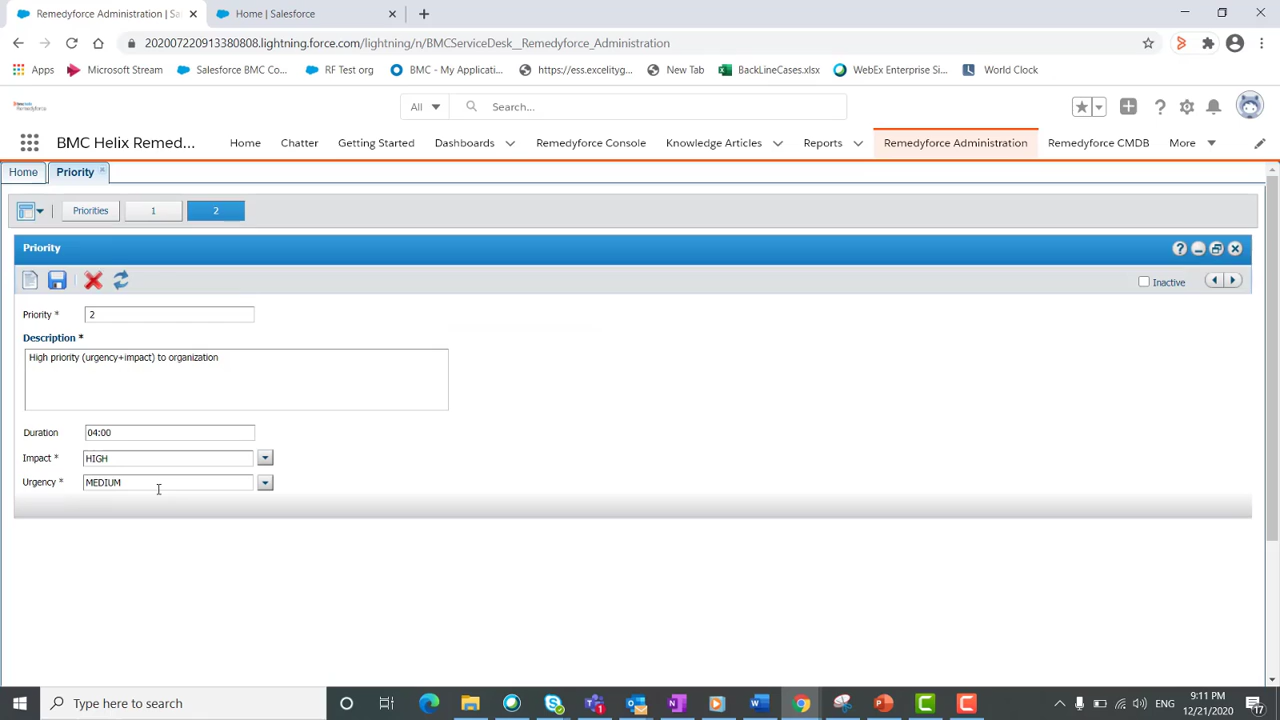 Remedyforce Administration | Sa
Home | Salesforce
202007220913380808.lightning.force.com/lightning/n/BMCServiceDesk__Remedyforce_Administration
Apps
Microsoft Stream
Salesforce BMC Co...
RF Test org
BMC - My Applicati...
https://ess.excelityg...
New Tab
BackLineCases.xlsx
WebEx Enterprise Si...
World Clock
Remedyforce
All
Search...
BMC Helix Remed...
Home
Chatter
Getting Started
Dashboards
Remedyforce Console
Knowledge Articles
Reports
Remedyforce Administration
Remedyforce CMDB
More
Home
Priority
Priorities
1
2
Priority
Inactive
Priority * 2
Description *
High priority (urgency+impact) to organization
Duration 04:00
Impact * HIGH
Urgency * MEDIUM
Type here to search
ENG
9:11 PM
12/21/2020
17